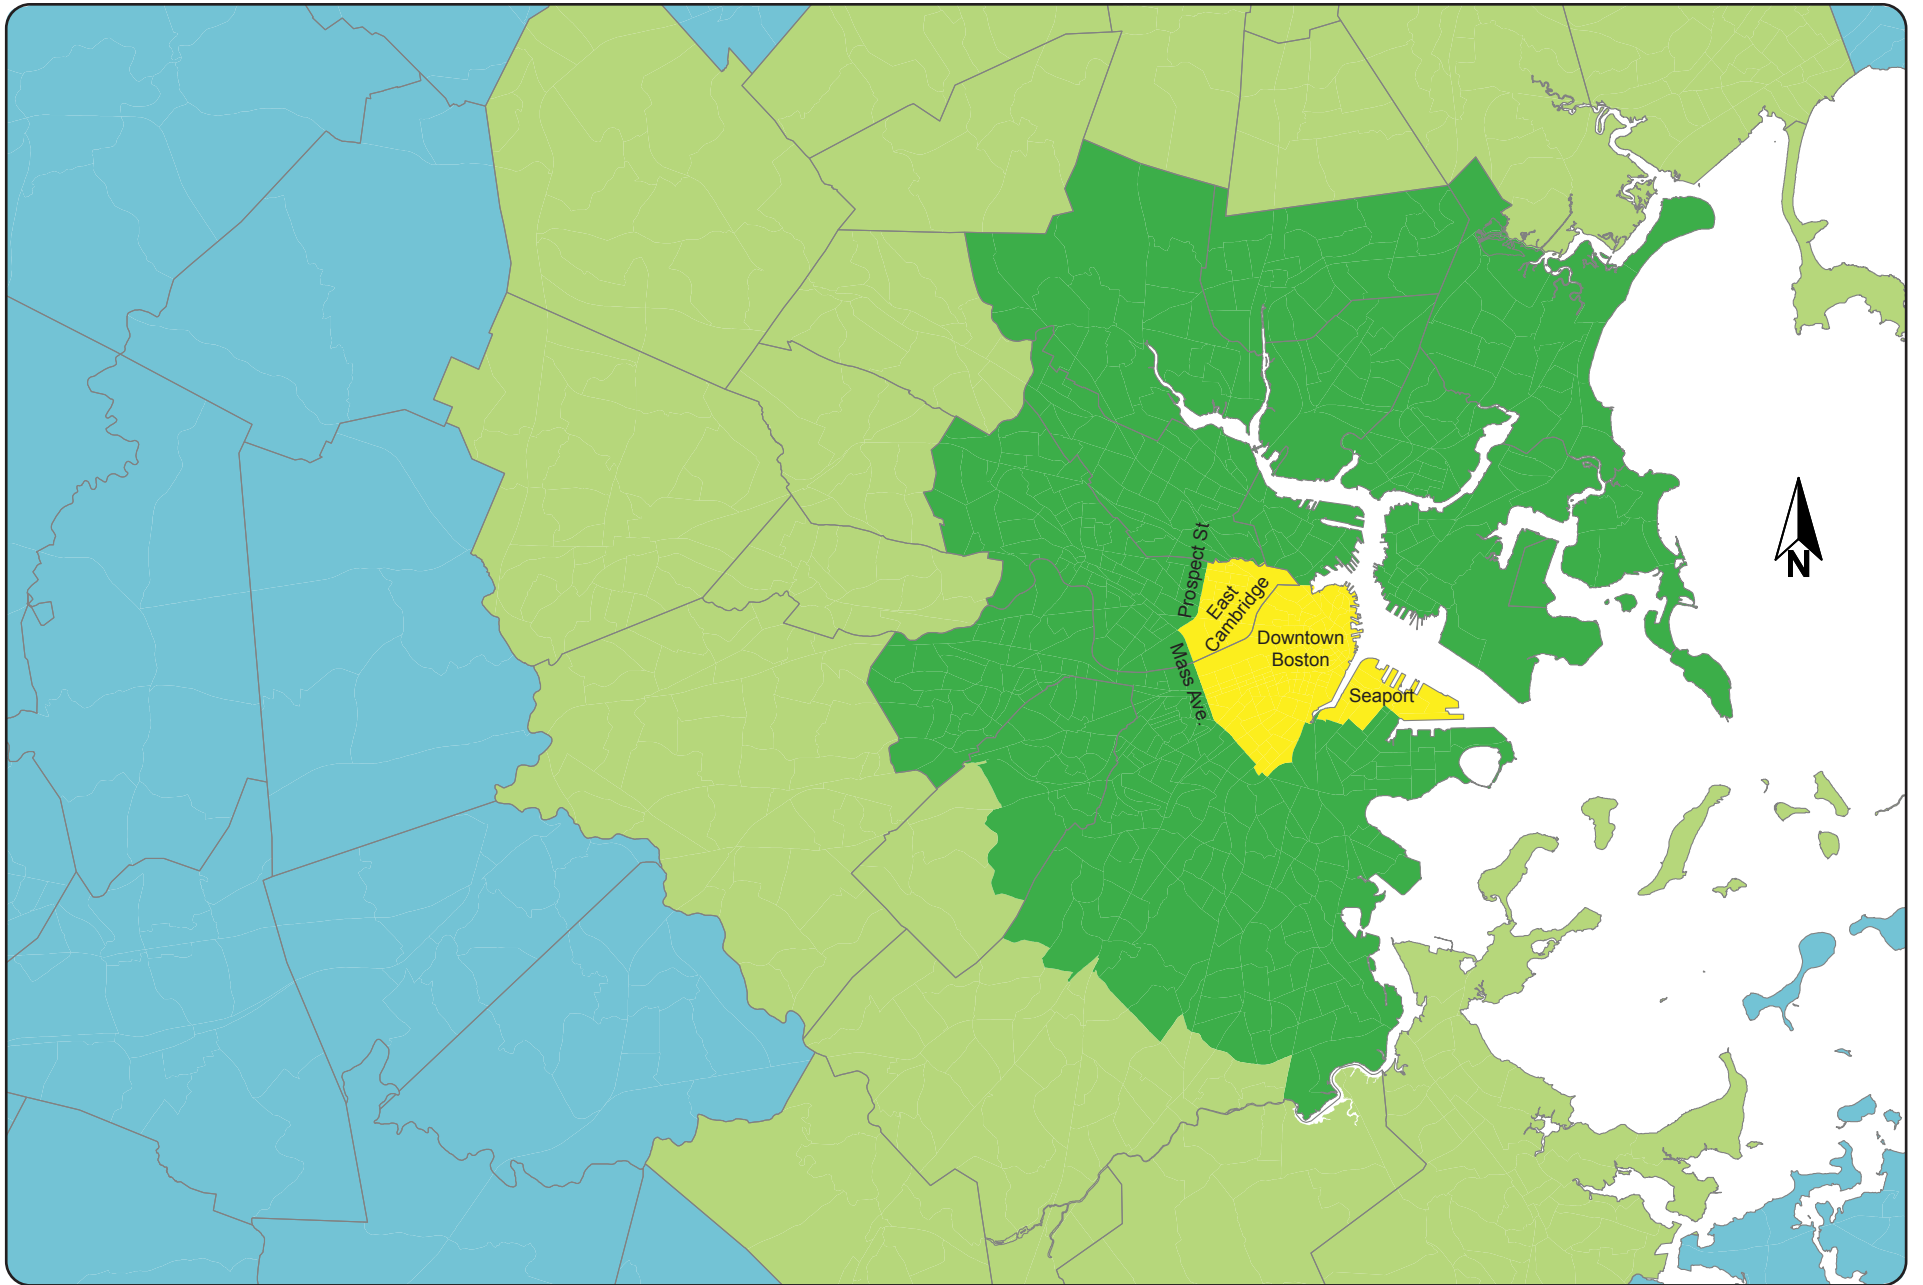 Prospect St
East
Cambridge
Downtown
Boston
Mass Ave.
Seaport
N